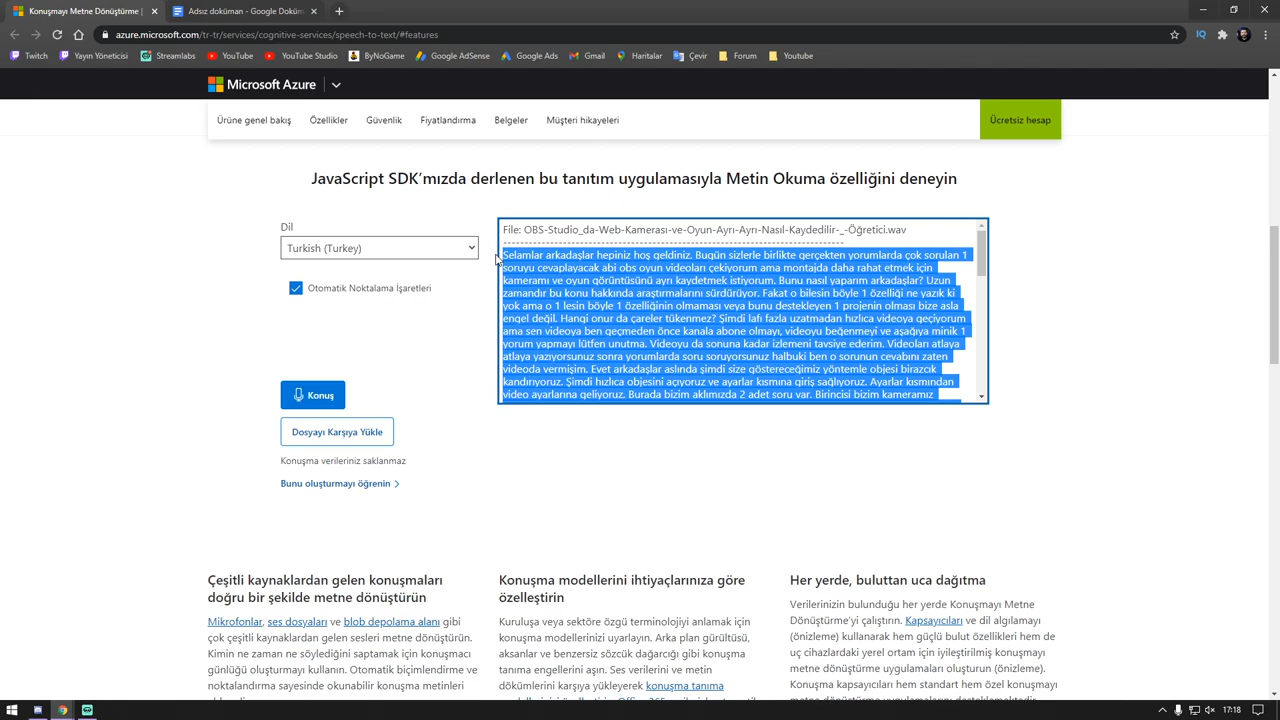 Konuşmayı Metne Dönüştürme |
Adsız doküman - Google Doküm
azure.microsoft.com/tr-tr/services/cognitive-services/speech-to-text/#features
Twitch
Yayın Yöneticisi
Streamlabs
YouTube
YouTube Studio
ByNoGame
Google AdSense
Google Ads
Gmail
Haritalar
Çevir
Forum
Youtube
Microsoft Azure
Ürüne genel bakış
Özellikler
Güvenlik
Fiyatlandırma
Belgeler
Müşteri hikayeleri
Ücretsiz hesap
JavaScript SDK'mızda derlenen bu tanıtım uygulamasıyla Metin Okuma özelliğini deneyin
Dil
Turkish (Turkey)
Otomatik Noktalama İşaretleri
Konuş
Dosyayı Karşıya Yükle
Konuşma verileriniz saklanmaz
Bunu oluşturmayı öğrenin
File: OBS-Studio_da-Web-Kamerası-ve-Oyun-Ayrı-Ayrı-Nasıl-Kaydedilir-_-Öğretici.wav
--------------------------------------------------------------------------------
Selamlar arkadaşlar hepiniz hoş geldiniz. Bugün sizlerle birlikte gerçekten yorumlarda çok sorulan 1
soruyu cevaplayacak abi obs oyun videoları çekiyorum ama montajda daha rahat etmek için
kameramı ve oyun görüntüsünü ayrı kaydetmek istiyorum. Bunu nasıl yaparım arkadaşlar? Uzun
zamandır bu konu hakkında araştırmalarını sürdürüyor. Fakat o bilesin böyle 1 özelliği ne yazık ki
yok ama o 1 lesin böyle 1 özelliğinin olmaması veya bunu destekleyen 1 projenin olması bize asla
engel değil. Hangi onur da çareler tükenmez? Şimdi lafı fazla uzatmadan hızlıca videoya geçiyorum
ama sen videoya ben geçmeden önce kanala abone olmayı, videoyu beğenmeyi ve aşağıya minik 1
yorum yapmayı lütfen unutma. Videoyu da sonuna kadar izlemeni tavsiye ederim. Videoları atlaya
atlaya yazıyorsunuz sonra yorumlarda soru soruyorsunuz halbuki ben o sorunun cevabını zaten
videoda vermişim. Evet arkadaşlar aslında şimdi size göstereceğimiz yöntemle objesi birazcık
kandırıyoruz. Şimdi hızlıca objesini açıyoruz ve ayarlar kısmına giriş sağlıyoruz. Ayarlar kısmından
video ayarlarına geliyoruz. Burada bizim aklımızda 2 adet soru var. Birincisi bizim kameramız
Çeşitli kaynaklardan gelen konuşmaları
doğru bir şekilde metne dönüştürün
Mikrofonlar, ses dosyaları ve blob depolama alanı gibi
çok çeşitli kaynaklardan gelen sesleri metne dönüştürün.
Kimin ne zaman ne söylediğini saptamak için konuşmacı
günlüğü oluşturmayı kullanın. Otomatik biçimlendirme ve
noktalandırma sayesinde okunabilir konuşma metinleri
Konuşma modellerini ihtiyaçlarınıza göre
özelleştirin
Kuruluşa veya sektöre özgü terminolojiyi anlamak için
konuşma modellerinizi uyarlayın. Arka plan gürültüsü,
aksanlar ve benzersiz sözcük dağarcığı gibi konuşma
tanıma engellerini aşın. Ses verilerini ve metin
dökümlerini karşıya yükleyerek konuşma tanıma
Her yerde, buluttan uca dağıtma
Verilerinizin bulunduğu her yerde Konuşmayı Metne
Dönüştürme'yi çalıştırın. Kapsayıcıları ve dil algılamayı
(önizleme) kullanarak hem güçlü bulut özellikleri hem de
uç cihazlardaki yerel ortam için iyileştirilmiş konuşmayı
metne dönüştürme uygulamaları oluşturun (önizleme).
Konuşma kapsayıcıları hem standart hem özel konuşmayı
17:18